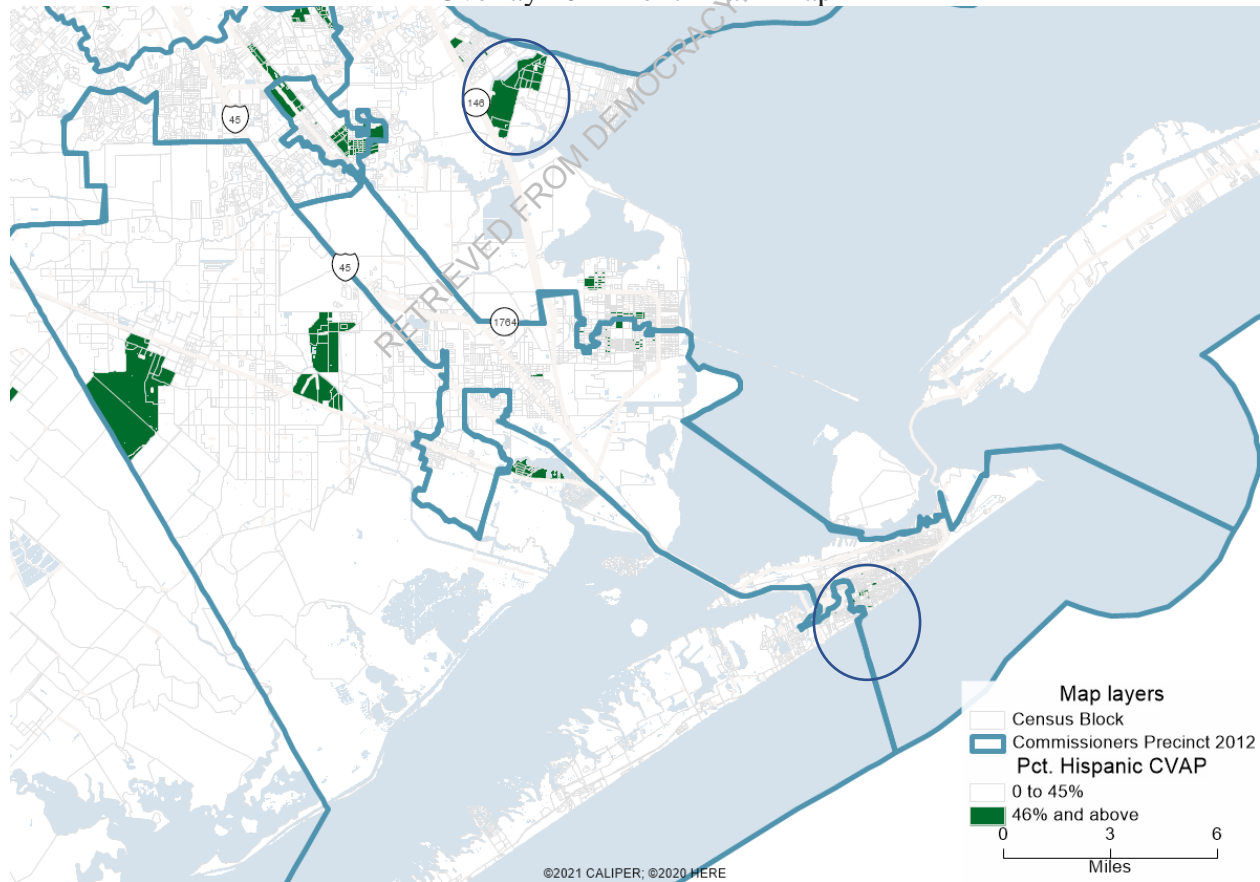 146
45
45
1764
RETRIEVED FROM DEMOCRACY
Map layers
Census Block
Commissioners Precinct 2012
Pct. Hispanic CVAP
0 to 45%
46% and above
0 3 6
Miles
©2021 CALIPER; ©2020 HERE